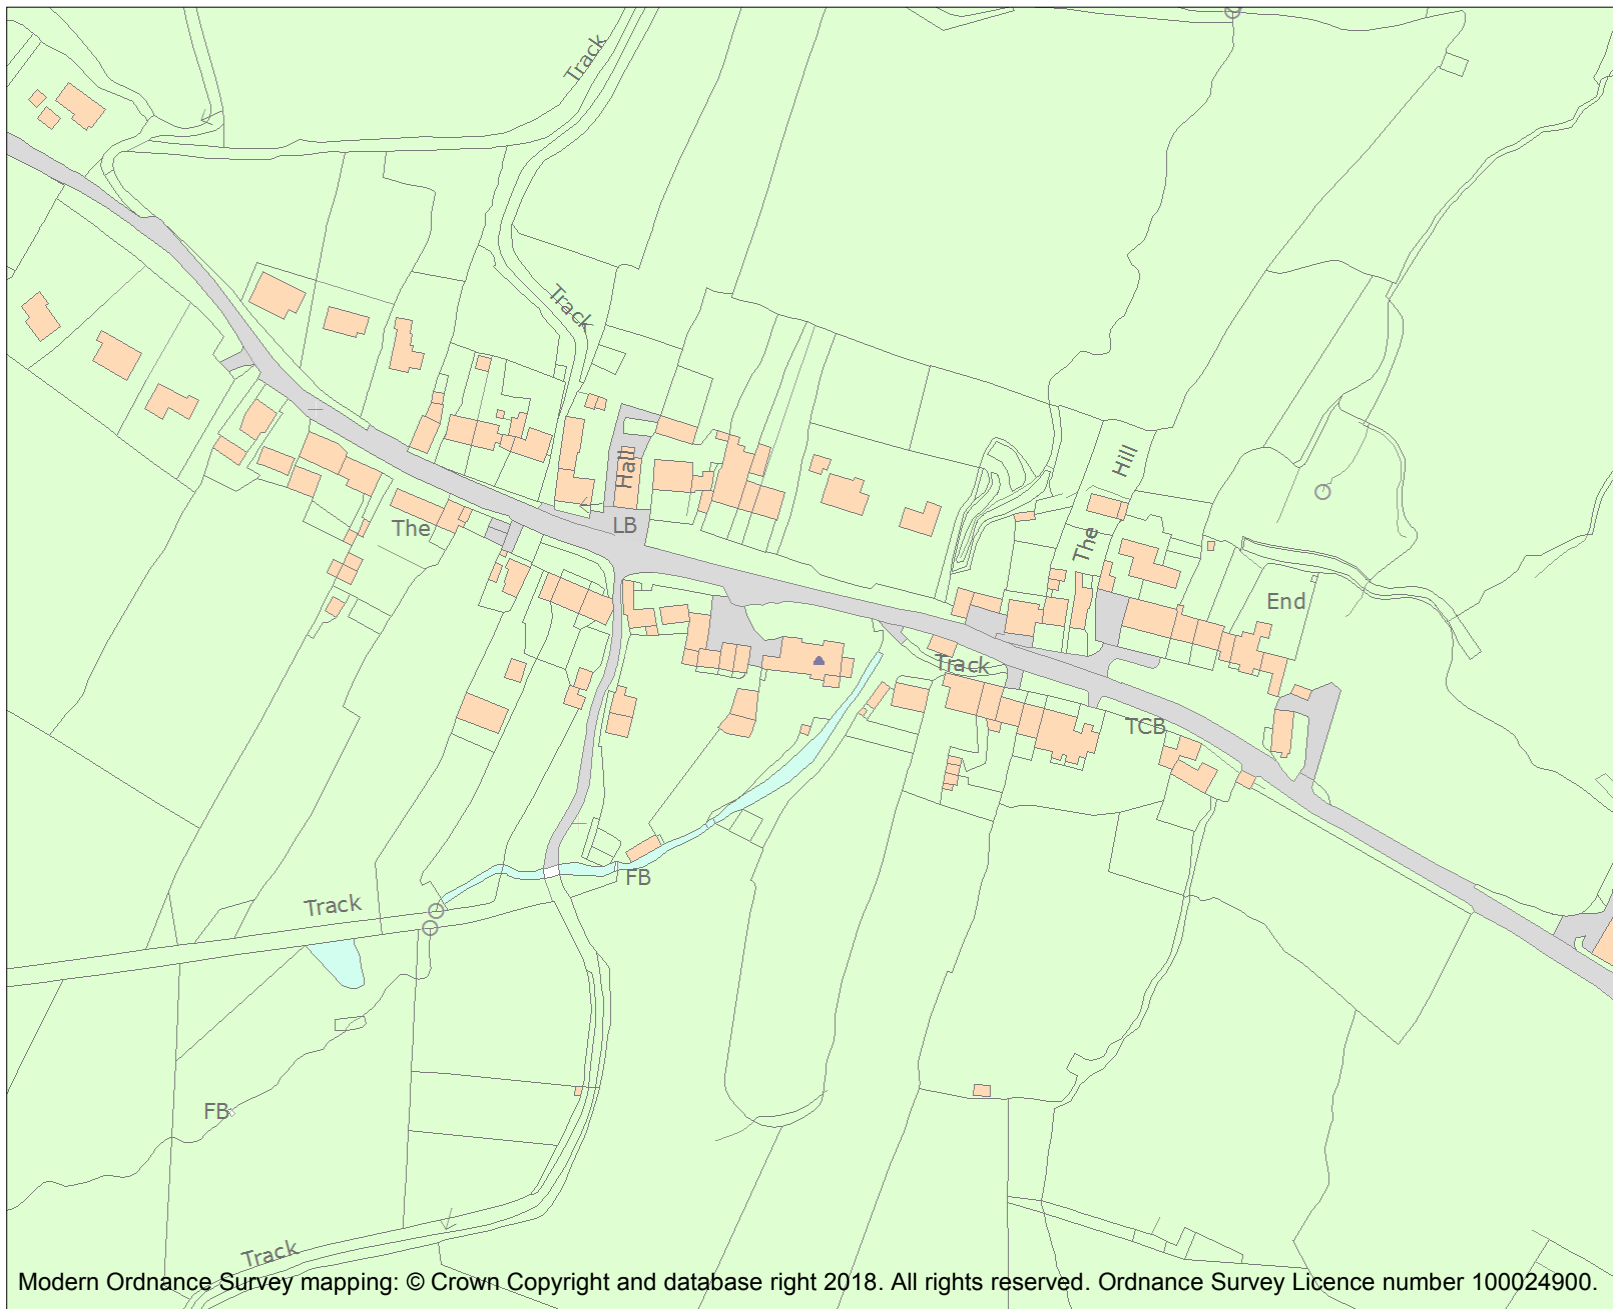 Track
Track
Hill
Hall
The
LB
The
End
Track
TCB
FB
Track
FB
Track
Modern Ordnance Survey mapping: © Crown Copyright and database right 2018. All rights reserved. Ordnance Survey Licence number 100024900.